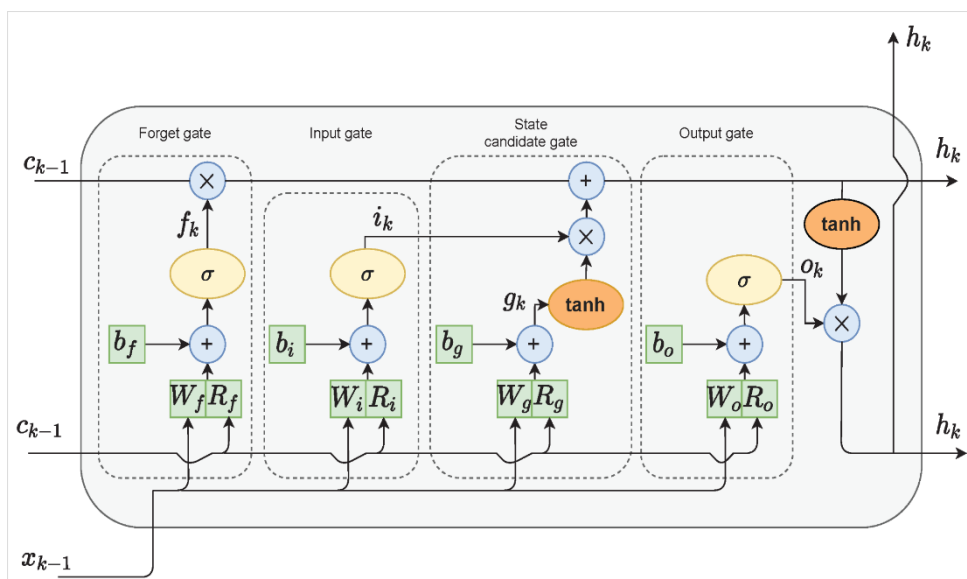 h_k
Forget gate
Input gate
State
candidate gate
Output gate
c_{k-1}
×
+
h_k
f_k
i_k
×
tanh
σ
σ
g_k
tanh
σ
o_k
×
b_f
+
b_i
+
b_g
+
b_o
+
W_f R_f
W_i R_i
W_g R_g
W_o R_o
c_{k-1}
h_k
x_{k-1}